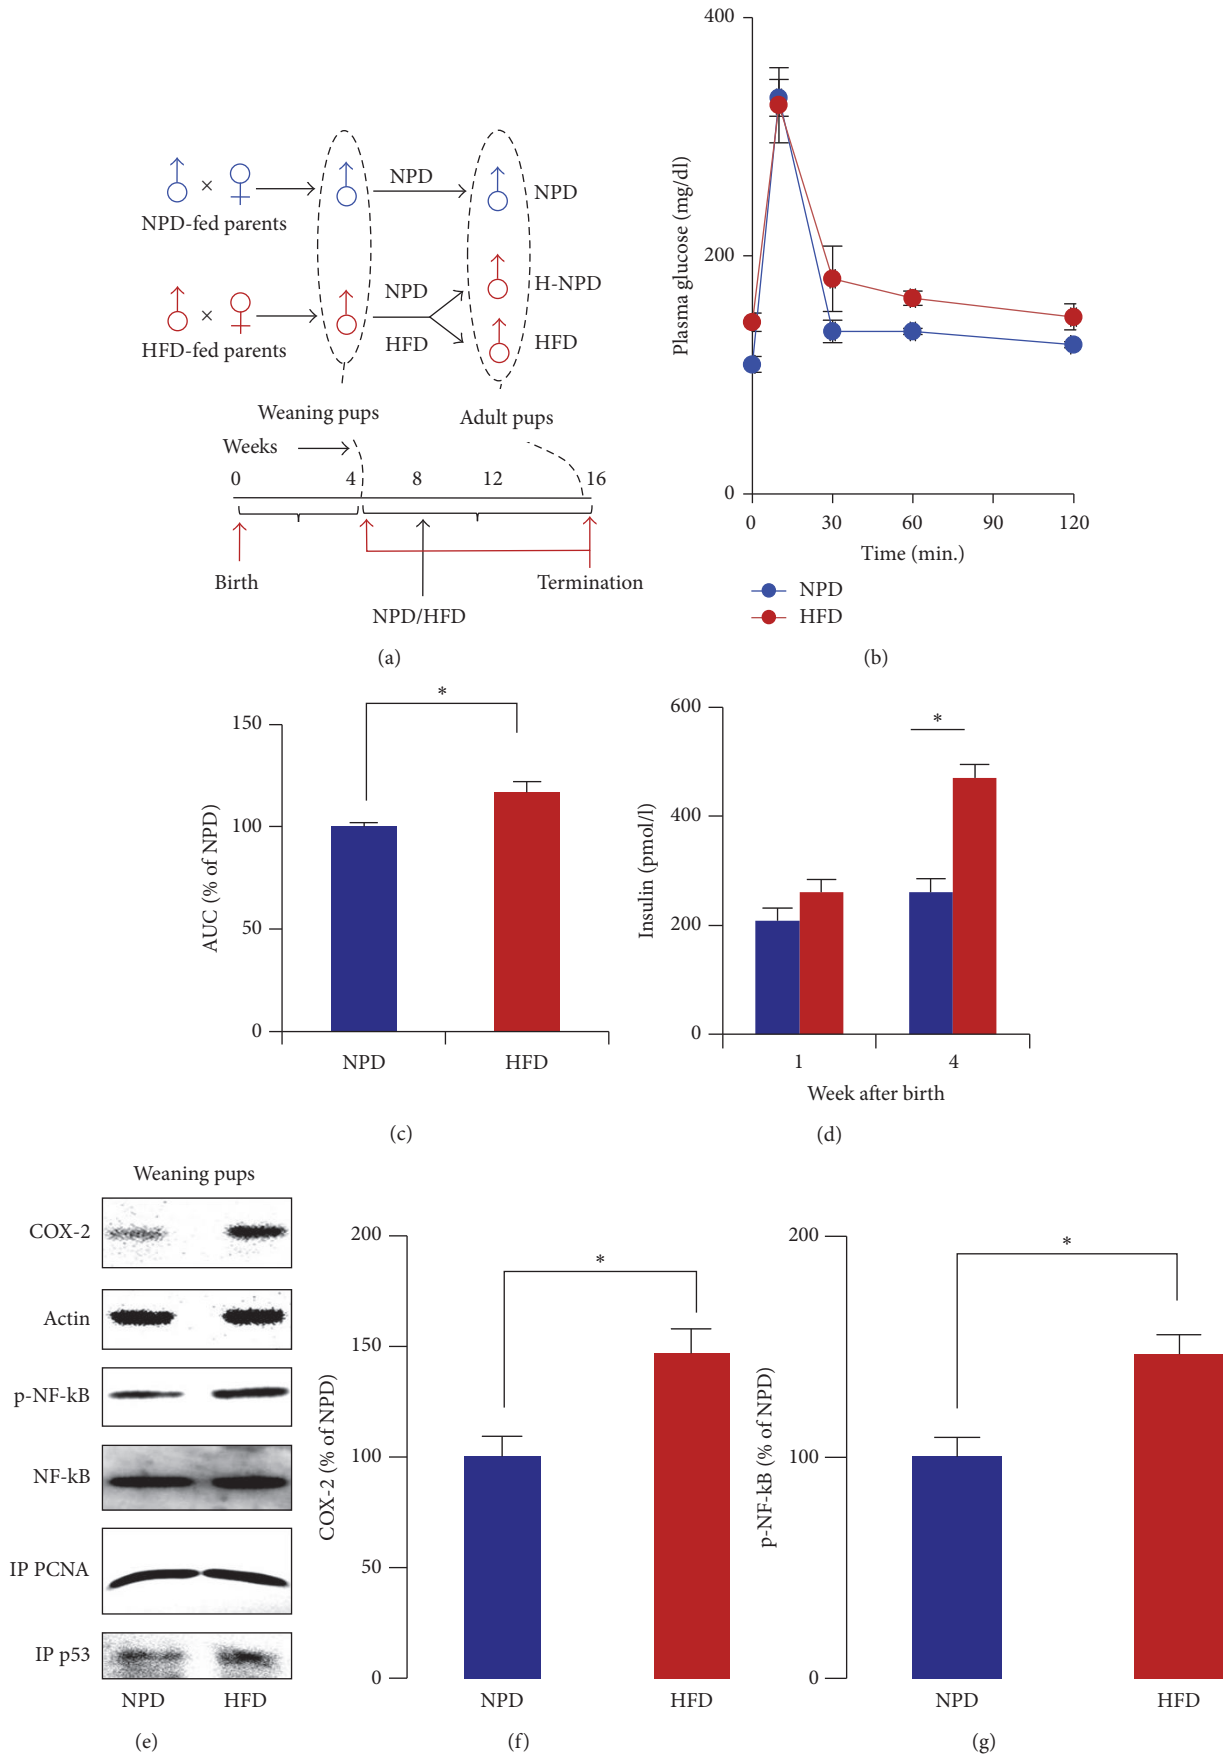 NPD
NPD
NPD-fed parents
NPD
H-NPD
HFD
HFD
HFD-fed parents
Weaning pups
Adult pups
Weeks
0 4 8 12 16
Birth
Termination
NPD/HFD
(a)
400
200
0
Plasma glucose (mg/dl)
0 30 60 90 120
Time (min.)
NPD
HFD
(b)
*
150
100
50
0
AUC (% of NPD)
NPD HFD
(c)
600
400
200
0
Insulin (pmol/l)
*
1 4
Week after birth
(d)
Weaning pups
COX-2
Actin
p-NF-kB
NF-kB
IP PCNA
IP p53
NPD HFD
(e)
200
150
100
50
0
COX-2 (% of NPD)
*
NPD HFD
(f)
200
100
0
p-NF-kB (% of NPD)
*
NPD HFD
(g)